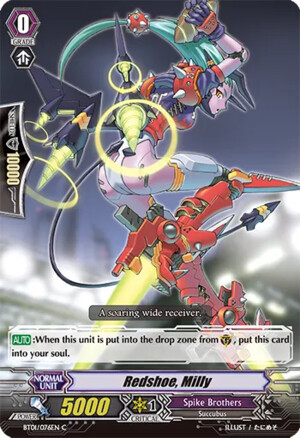 0
GRADE
10000
SHIELD
A soaring wide receiver.
AUTO:When this unit is put into the drop zone from , put this card
into your soul.
NORMAL
UNIT
Redshoe, Milly
POWER
5000
1
CRITICAL
Spike Brothers
Succubus
BT01/076EN-C
ILLUST / たにめそ